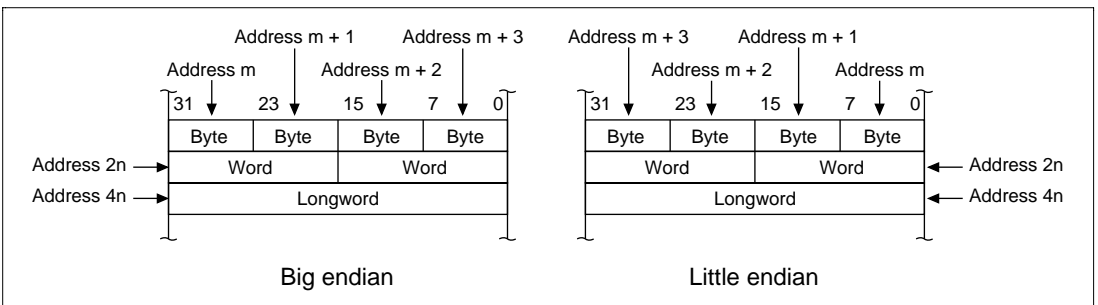 Address m + 1 Address m + 3 Address m + 3 Address m + 1
Address m Address m + 2 Address m + 2 Address m
31 23 15 7 0 31 23 15 7 0
Byte Byte Byte Byte Byte Byte Byte Byte
Address 2n Word Word Word Word Address 2n
Address 4n Longword Longword Address 4n
Big endian Little endian